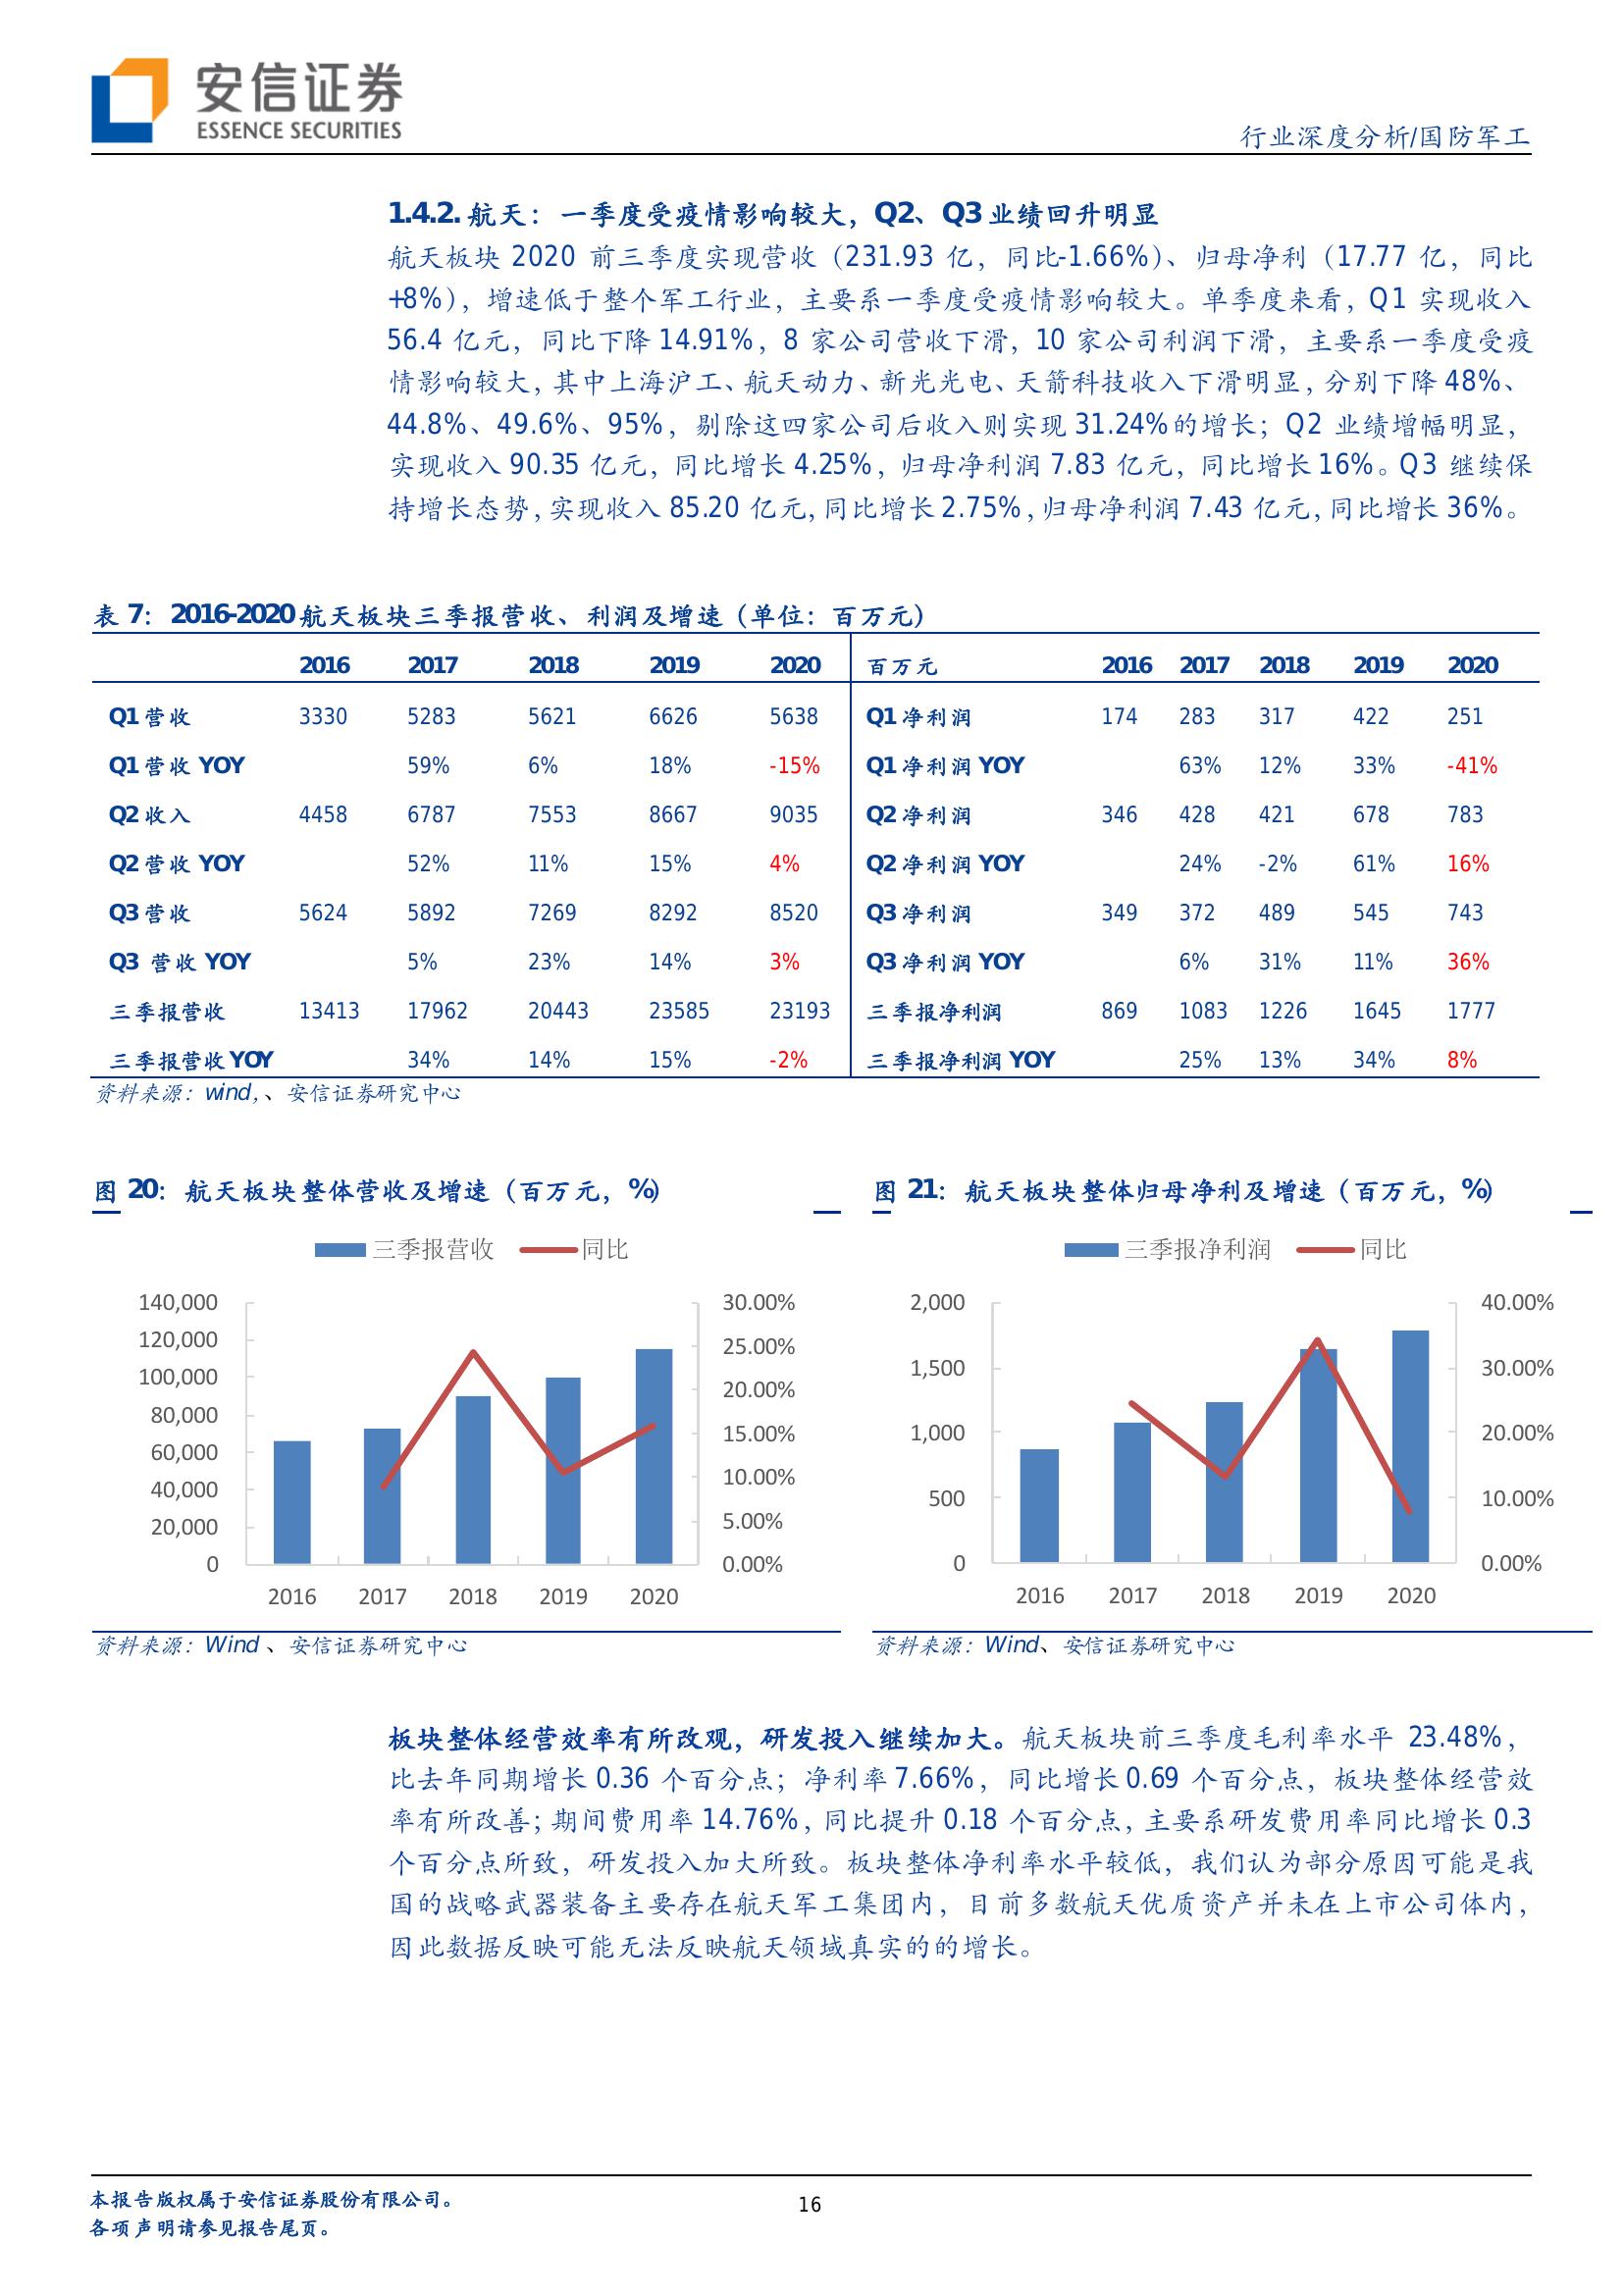 安信证券
ESSENCE SECURITIES
行业深度分析/国防军工
1.4.2. 航天：一季度受疫情影响较大，Q2、Q3 业绩回升明显
航天板块 2020 前三季度实现营收（231.93 亿，同比-1.66%）、归母净利（17.77 亿，同比
+8%），增速低于整个军工行业，主要系一季度受疫情影响较大。单季度来看，Q1 实现收入
56.4 亿元，同比下降 14.91%，8 家公司营收下滑，10 家公司利润下滑，主要系一季度受疫
情影响较大，其中上海沪工、航天动力、新光光电、天箭科技收入下滑明显，分别下降 48%、
44.8%、49.6%、95%，剔除这四家公司后收入则实现 31.24%的增长；Q2 业绩增幅明显，
实现收入 90.35 亿元，同比增长 4.25%，归母净利润 7.83 亿元，同比增长 16%。Q3 继续保
持增长态势，实现收入 85.20 亿元，同比增长 2.75%，归母净利润 7.43 亿元，同比增长 36%。
表 7：2016-2020 航天板块三季报营收、利润及增速（单位：百万元）
2016 2017 2018 2019 2020 百万元 2016 2017 2018 2019 2020
Q1 营收 3330 5283 5621 6626 5638 Q1 净利润 174 283 317 422 251
Q1 营收 YOY 59% 6% 18% -15% Q1 净利润 YOY 63% 12% 33% -41%
Q2 收入 4458 6787 7553 8667 9035 Q2 净利润 346 428 421 678 783
Q2 营收 YOY 52% 11% 15% 4% Q2 净利润 YOY 24% -2% 61% 16%
Q3 营收 5624 5892 7269 8292 8520 Q3 净利润 349 372 489 545 743
Q3 营收 YOY 5% 23% 14% 3% Q3 净利润 YOY 6% 31% 11% 36%
三季报营收 13413 17962 20443 23585 23193 三季报净利润 869 1083 1226 1645 1777
三季报营收 YOY 34% 14% 15% -2% 三季报净利润 YOY 25% 13% 34% 8%
资料来源：wind，、安信证券研究中心
图 20：航天板块整体营收及增速（百万元，%）
三季报营收 同比
140,000 30.00%
120,000 25.00%
100,000 20.00%
80,000 15.00%
60,000 10.00%
40,000 5.00%
20,000 0.00%
0
2016 2017 2018 2019 2020
资料来源：Wind 、安信证券研究中心
图 21：航天板块整体归母净利及增速（百万元，%）
三季报净利润 同比
2,000 40.00%
1,500 30.00%
1,000 20.00%
500 10.00%
0 0.00%
2016 2017 2018 2019 2020
资料来源：Wind、安信证券研究中心
板块整体经营效率有所改观，研发投入继续加大。航天板块前三季度毛利率水平 23.48%，
比去年同期增长 0.36 个百分点；净利率 7.66%，同比增长 0.69 个百分点，板块整体经营效
率有所改善；期间费用率 14.76%，同比提升 0.18 个百分点，主要系研发费用率同比增长 0.3
个百分点所致，研发投入加大所致。板块整体净利率水平较低，我们认为部分原因可能是我
国的战略武器装备主要存在航天军工集团内，目前多数航天优质资产并未在上市公司体内，
因此数据反映可能无法反映航天领域真实的的增长。
本报告版权属于安信证券股份有限公司。
各项声明请参见报告尾页。
16